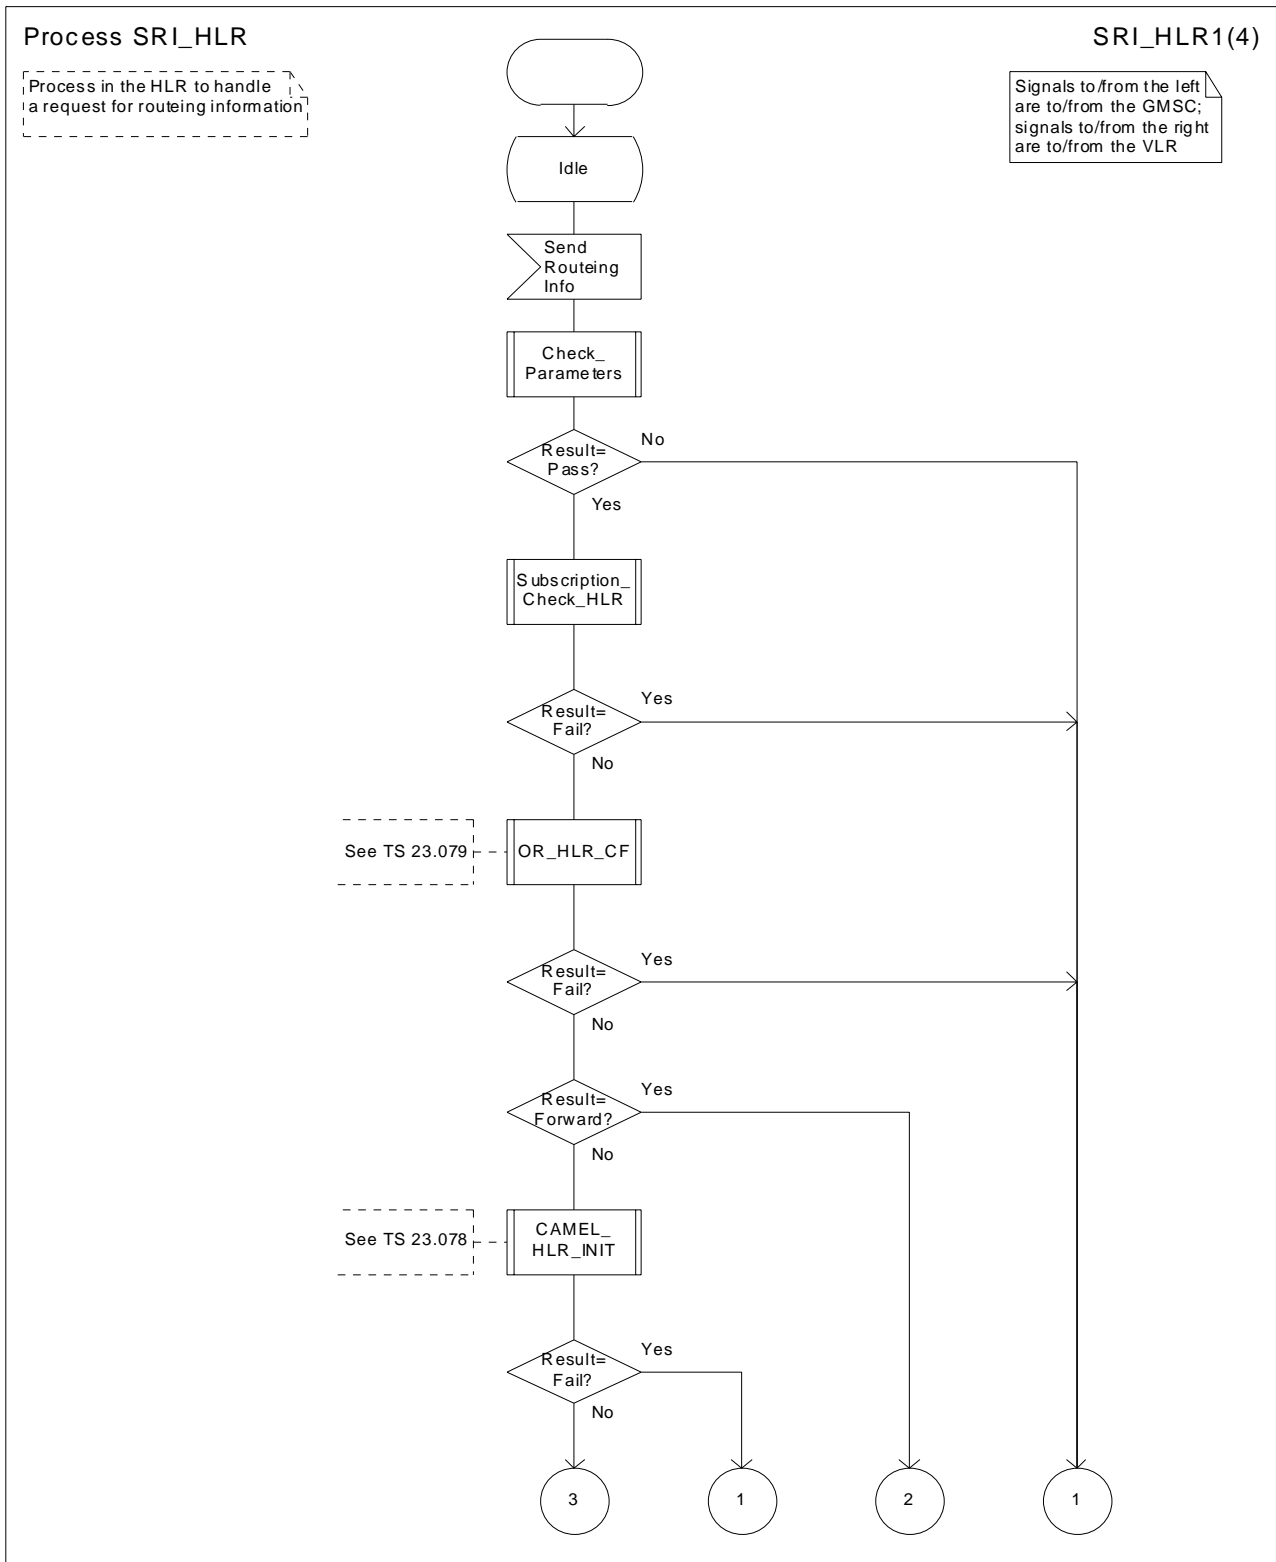 Process SRI_HLR
SRI_HLR1(4)
Process in the HLR to handle
a request for routeing information
Signals to/from the left
are to/from the GMSC;
signals to/from the right
are to/from the VLR
Idle
Send
Routeing
Info
Check_
Parameters
Result=
Pass?
No
Yes
Subscription_
Check_HLR
Result=
Fail?
Yes
No
See TS 23.079
OR_HLR_CF
Result=
Fail?
Yes
No
Result=
Forward?
Yes
No
See TS 23.078
CAMEL_
HLR_INIT
Result=
Fail?
Yes
No
3
1
2
1